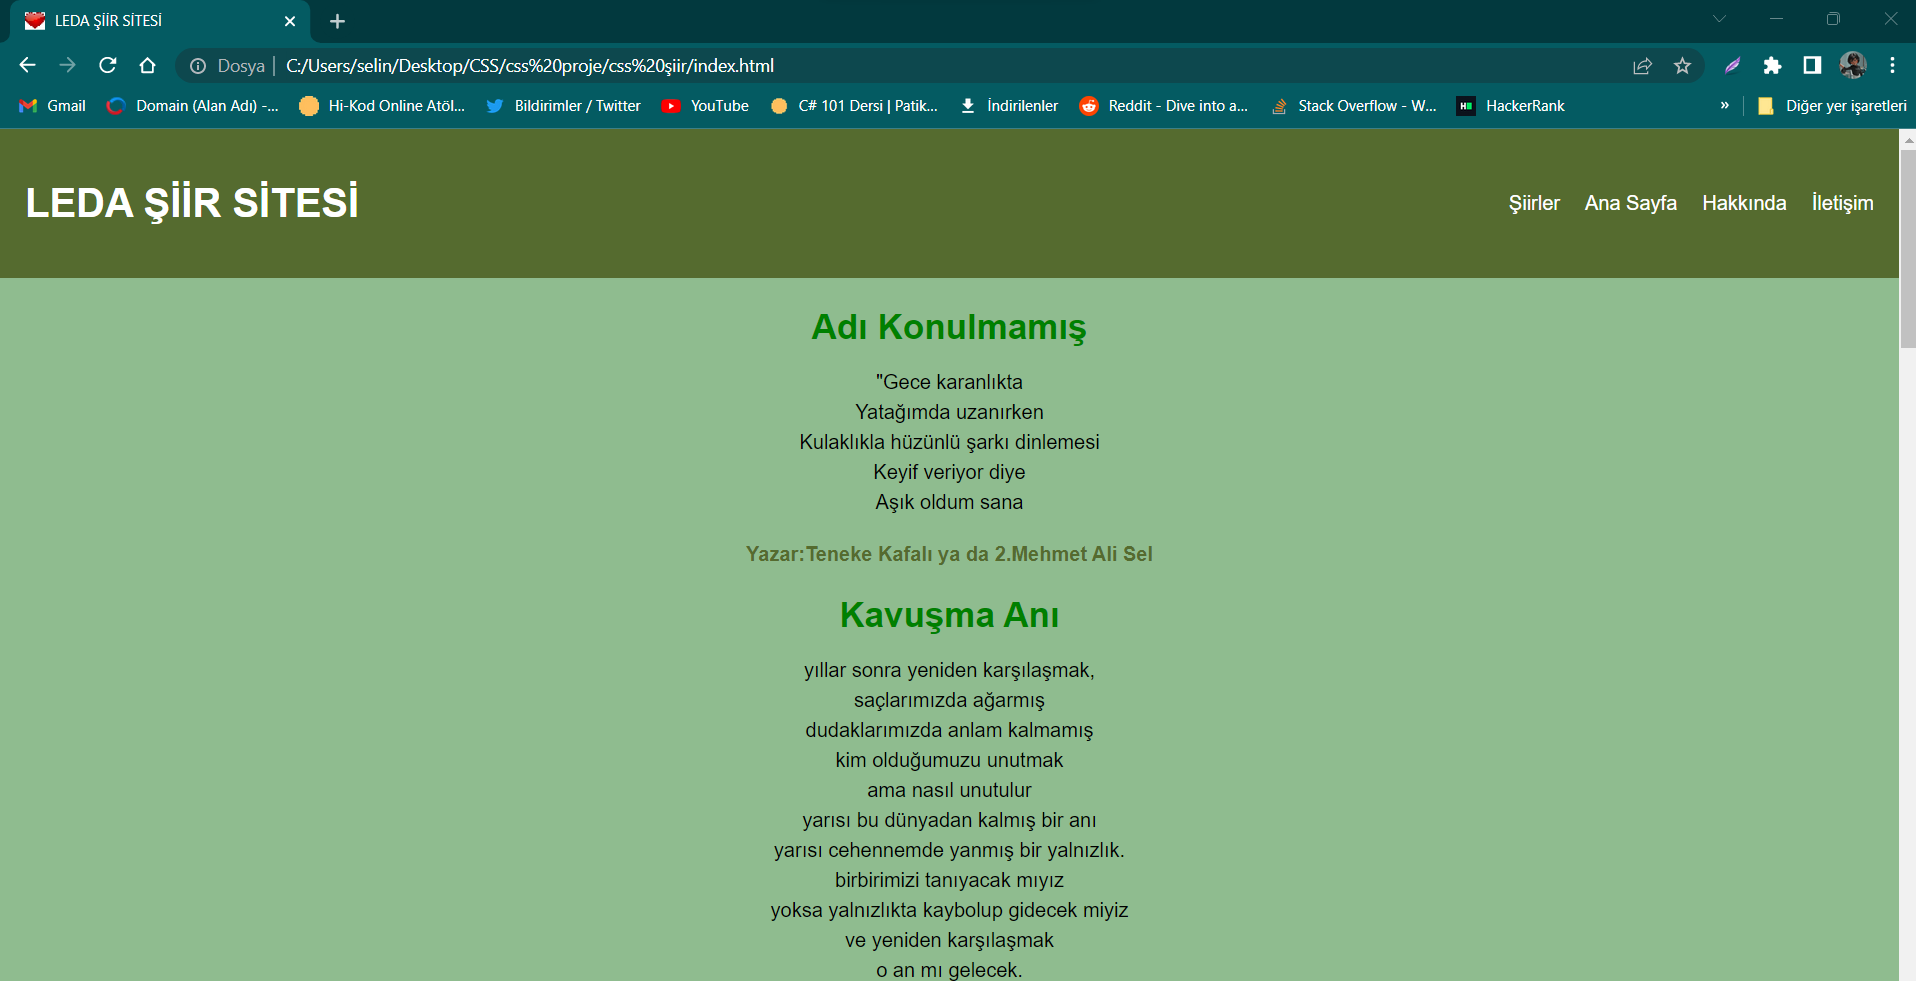 LEDA ŞİİR SİTESİ
Dosya | C:/Users/selin/Desktop/CSS/css%20proje/css%20şiir/index.html
Gmail Domain (Alan Adı) -... Hi-Kod Online Atöl... Bildirimler / Twitter YouTube C# 101 Dersi | Patik... İndirilenler Reddit - Dive into a... Stack Overflow - W... HackerRank » Diğer yer işaretleri
LEDA ŞİİR SİTESİ
Şiirler Ana Sayfa Hakkında İletişim
Adı Konulmamış
"Gece karanlıkta
Yatağımda uzanırken
Kulaklıkla hüzünlü şarkı dinlemesi
Keyif veriyor diye
Aşık oldum sana
Yazar:Teneke Kafalı ya da 2.Mehmet Ali Sel
Kavuşma Anı
yıllar sonra yeniden karşılaşmak,
saçlarımızda ağarmış
dudaklarımızda anlam kalmamış
kim olduğumuzu unutmak
ama nasıl unutulur
yarısı bu dünyadan kalmış bir anı
yarısı cehennemde yanmış bir yalnızlık.
birbirimizi tanıyacak mıyız
yoksa yalnızlıkta kaybolup gidecek miyiz
ve yeniden karşılaşmak
o an mı gelecek.